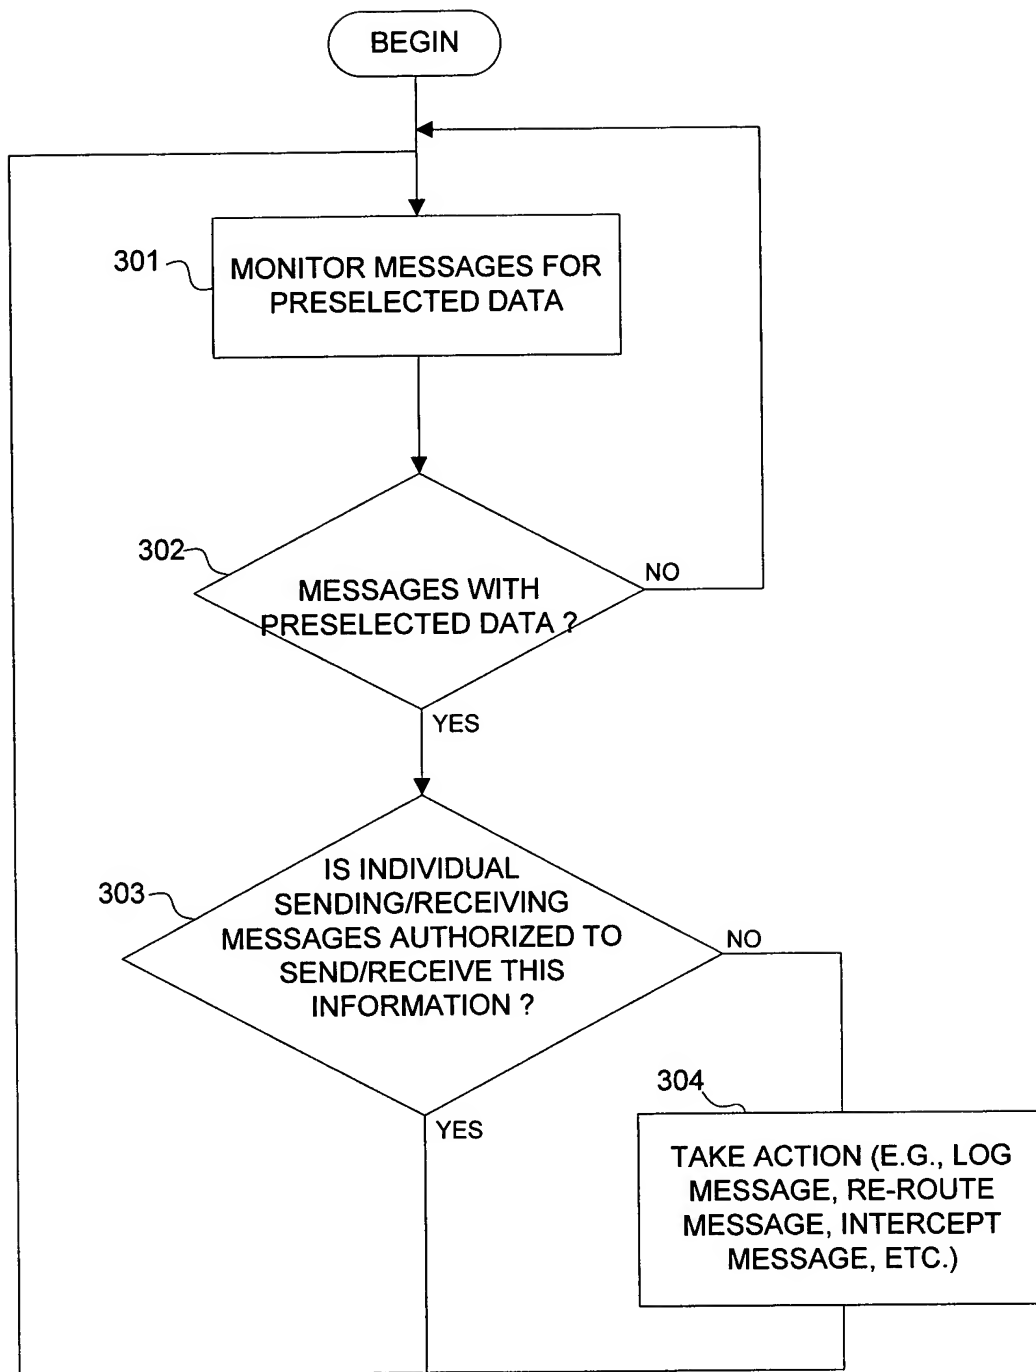 BEGIN
301
MONITOR MESSAGES FOR
PRESELECTED DATA
302
MESSAGES WITH
PRESELECTED DATA ?
NO
YES
303
IS INDIVIDUAL
SENDING/RECEIVING
MESSAGES AUTHORIZED TO
SEND/RECEIVE THIS
INFORMATION ?
NO
YES
304
TAKE ACTION (E.G., LOG
MESSAGE, RE-ROUTE
MESSAGE, INTERCEPT
MESSAGE, ETC.)